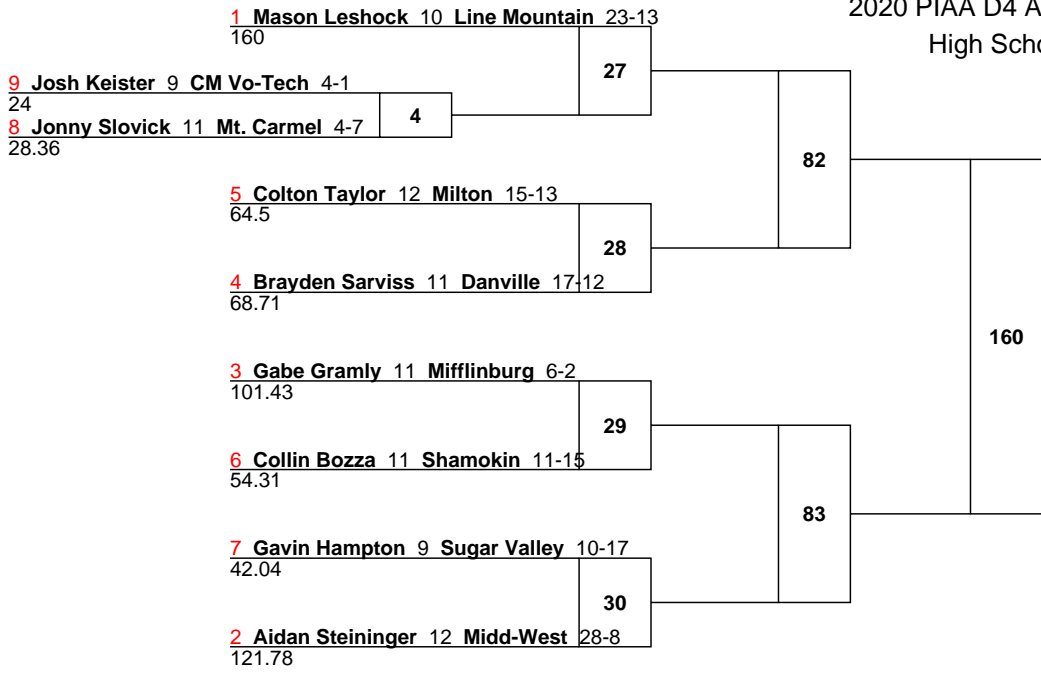 2020 PIAA D4 A
1 Mason Leshock 10 Line Mountain 23-13
160
High Scho
27
9 Josh Keister 9 CM Vo-Tech 4-1
24
4
8 Jonny Slovick 11 Mt. Carmel 4-7
28.36
82
5 Colton Taylor 12 Milton 15-13
64.5
28
4 Brayden Sarviss 11 Danville 17-12
68.71
160
3 Gabe Gramly 11 Mifflinburg 6-2
101.43
29
6 Collin Bozza 11 Shamokin 11-15
54.31
83
7 Gavin Hampton 9 Sugar Valley 10-17
42.04
30
2 Aidan Steininger 12 Midd-West 28-8
121.78